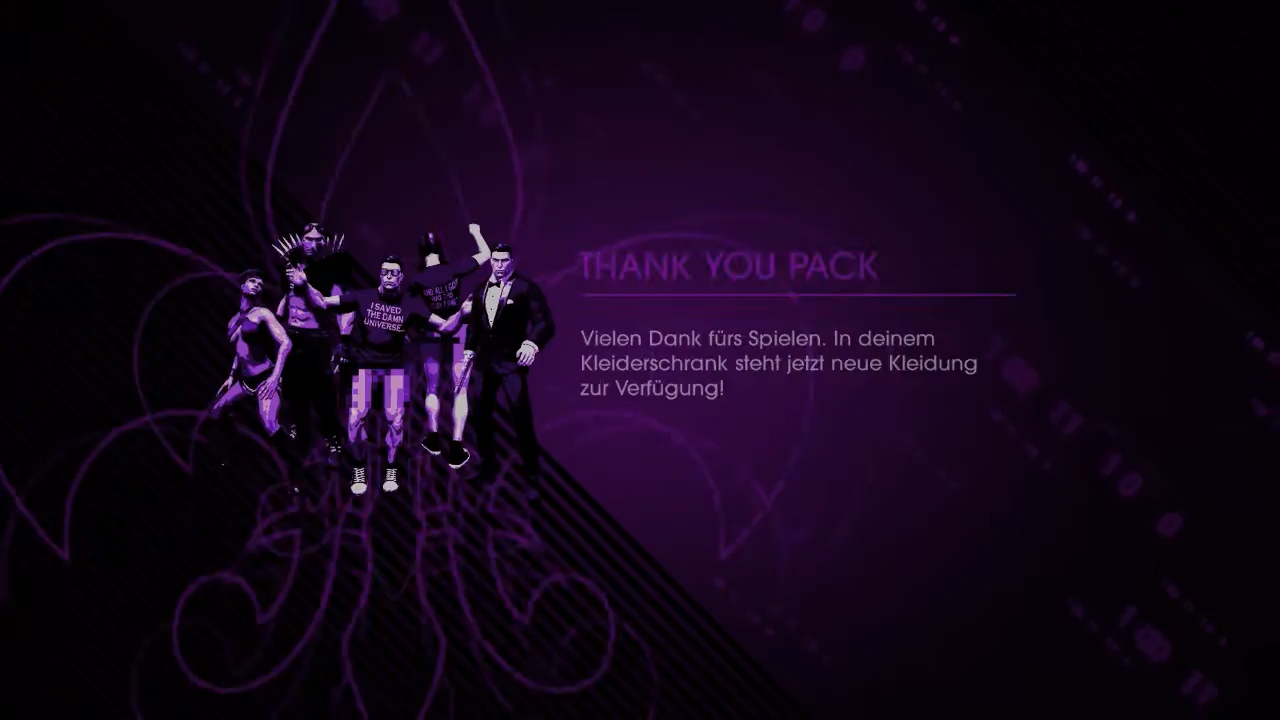 THANK YOU PACK
Vielen Dank fürs Spielen. In deinem
Kleiderschrank steht jetzt neue Kleidung
zur Verfügung!
I SAVED
THE DAMN
UNIVERSE